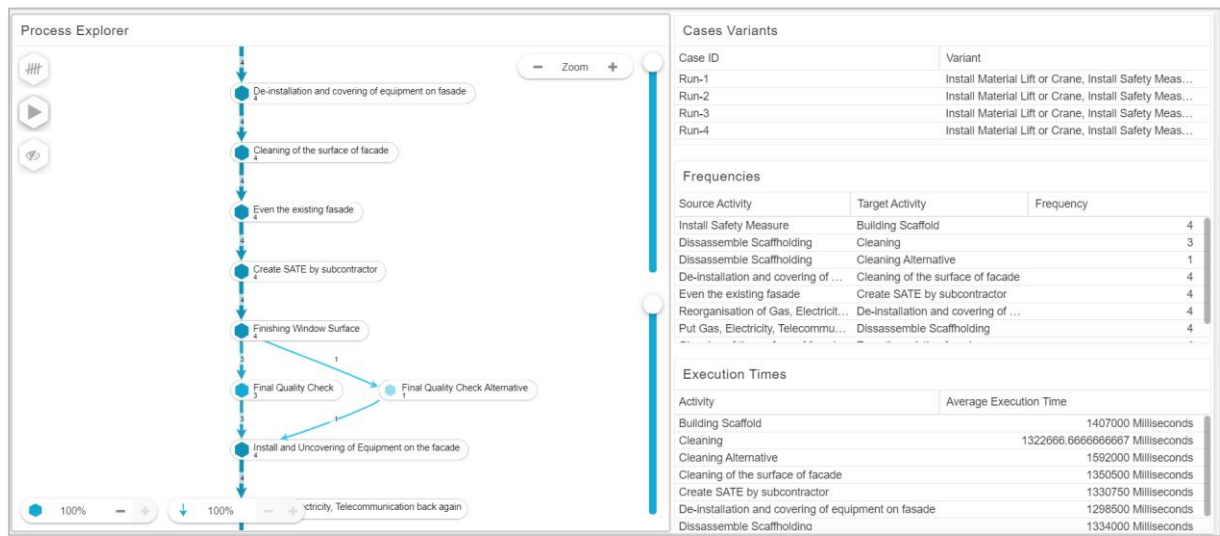 Process Explorer
4
Zoom
De-installation and covering of equipment on fasade
4
4
Cleaning of the surface of facade
4
4
Even the existing fasade
4
4
Create SATE by subcontractor
4
4
Finishing Window Surface
4
3
1
Final Quality Check
3
Final Quality Check Alternative
1
3
1
Install and Uncovering of Equipment on the facade
4
4
ctricity, Telecommunication back again
100%
100%
Cases Variants
Case ID Variant
Run-1 Install Material Lift or Crane, Install Safety Meas...
Run-2 Install Material Lift or Crane, Install Safety Meas...
Run-3 Install Material Lift or Crane, Install Safety Meas...
Run-4 Install Material Lift or Crane, Install Safety Meas...
Frequencies
Source Activity Target Activity Frequency
Install Safety Measure Building Scaffold 4
Dissassemble Scaffholding Cleaning 3
Dissassemble Scaffholding Cleaning Alternative 1
De-installation and covering of ... Cleaning of the surface of facade 4
Even the existing fasade Create SATE by subcontractor 4
Reorganisation of Gas, Electricit... De-installation and covering of ... 4
Put Gas, Electricity, Telecommu... Dissassemble Scaffholding 4
Execution Times
Activity Average Execution Time
Building Scaffold 1407000 Milliseconds
Cleaning 1322666.6666666667 Milliseconds
Cleaning Alternative 1592000 Milliseconds
Cleaning of the surface of facade 1350500 Milliseconds
Create SATE by subcontractor 1330750 Milliseconds
De-installation and covering of equipment on fasade 1298500 Milliseconds
Dissassemble Scaffholding 1334000 Milliseconds